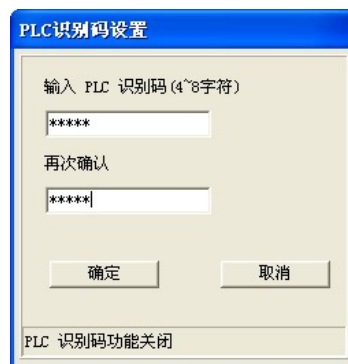 PLC识别码设置
输入 PLC 识别码(4~8字符)
*****
再次确认
*****
确定 取消
PLC 识别码功能关闭